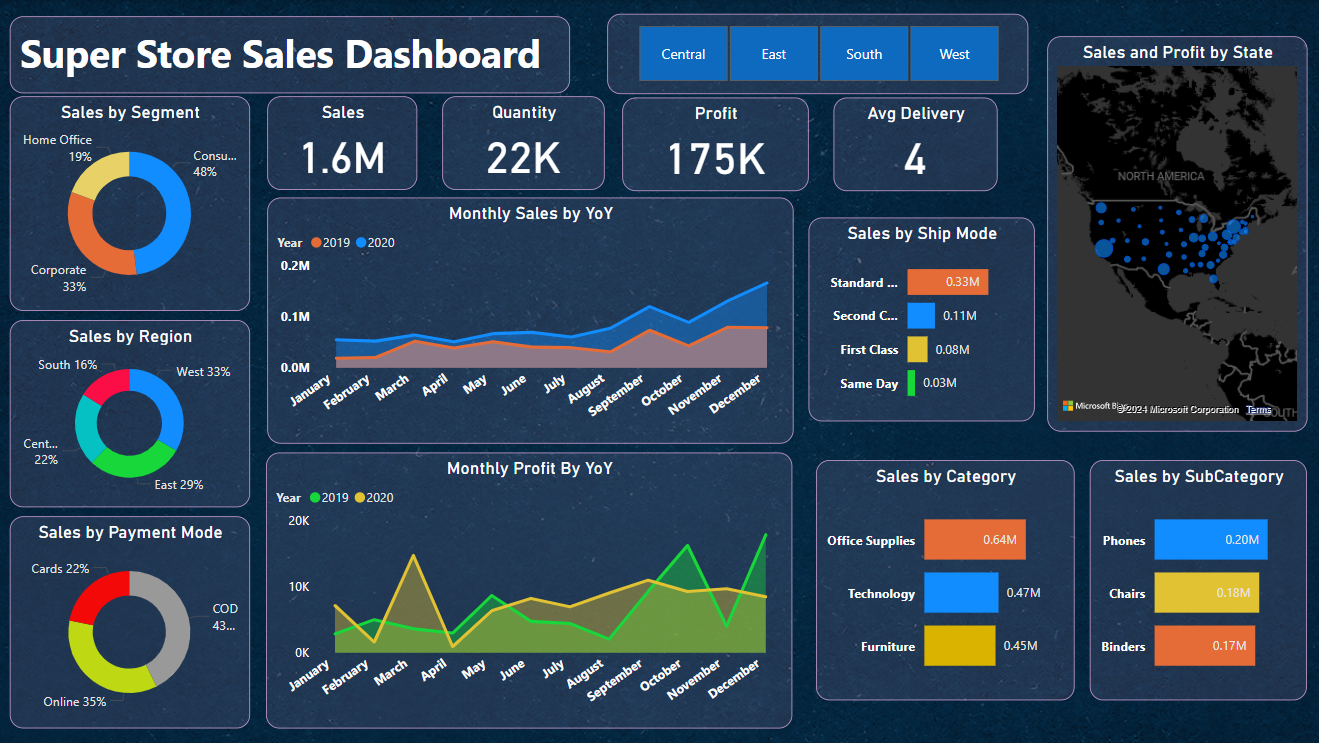 Super Store Sales Dashboard
Central
East
South
West
Sales and Profit by State
NORTH AMERICA
Microsoft
©2024 Microsoft Corporation
Terms
SOUTH
Sales by Segment
Home Office
19%
Consu...
48%
Corporate
33%
Sales
1.6M
Quantity
22K
Profit
175K
Avg Delivery
4
Monthly Sales by YoY
Year 2019 2020
0.2M
0.1M
0.0M
January
February
March
April
May
June
July
August
September
October
November
December
Sales by Ship Mode
Standard ... 0.33M
Second C... 0.11M
First Class 0.08M
Same Day 0.03M
Sales by Region
South 16%
West 33%
Cent...
22%
East 29%
Monthly Profit By YoY
Year 2019 2020
20K
10K
0K
January
February
March
April
May
June
July
August
September
October
November
December
Sales by Category
Office Supplies 0.64M
Technology 0.47M
Furniture 0.45M
Sales by SubCategory
Phones 0.20M
Chairs 0.18M
Binders 0.17M
Sales by Payment Mode
Cards 22%
COD
43...
Online 35%